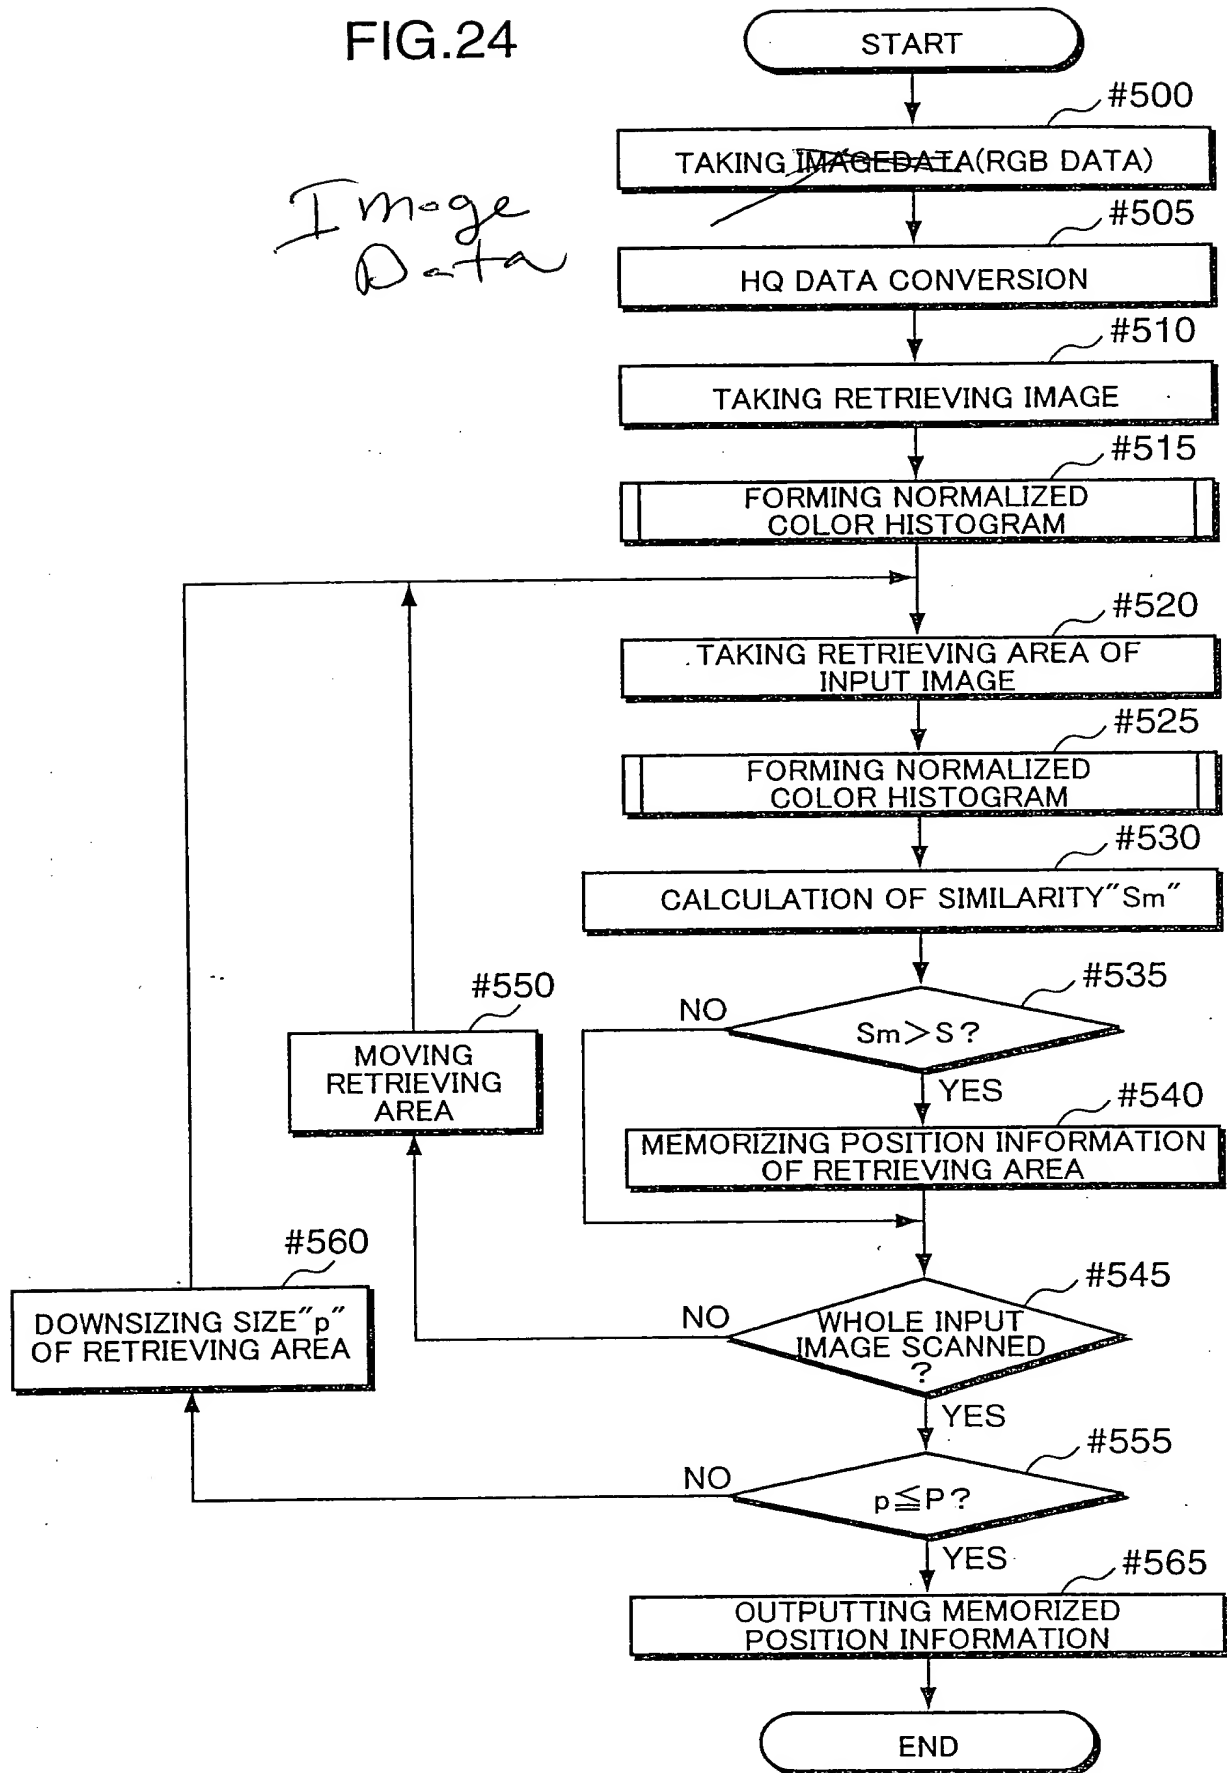 FIG.24
START
#500
TAKING IMAGEDATA(RGB DATA)
Image
Data
#505
HQ DATA CONVERSION
#510
TAKING RETRIEVING IMAGE
#515
FORMING NORMALIZED
COLOR HISTOGRAM
#520
TAKING RETRIEVING AREA OF
INPUT IMAGE
#525
FORMING NORMALIZED
COLOR HISTOGRAM
#530
CALCULATION OF SIMILARITY"Sm"
#535
Sm>S?
NO
YES
#540
MEMORIZING POSITION INFORMATION
OF RETRIEVING AREA
#545
WHOLE INPUT
IMAGE SCANNED
?
NO
YES
#550
MOVING
RETRIEVING
AREA
#555
p≦P?
NO
YES
#560
DOWNSIZING SIZE"p"
OF RETRIEVING AREA
#565
OUTPUTTING MEMORIZED
POSITION INFORMATION
END